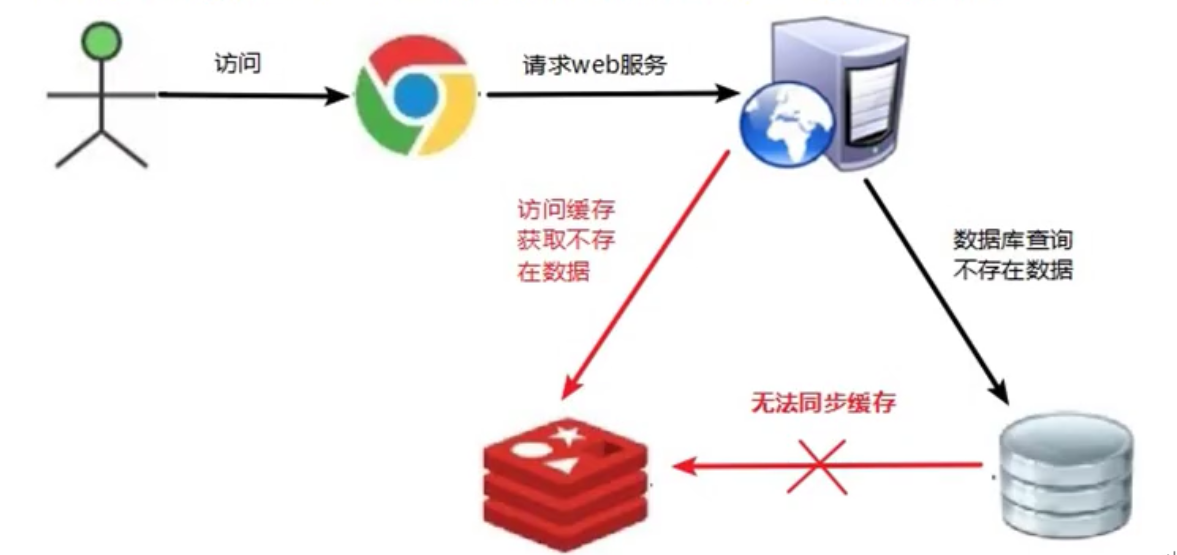 访问
请求web服务
访问缓存
获取不存
在数据
数据库查询
不存在数据
无法同步缓存